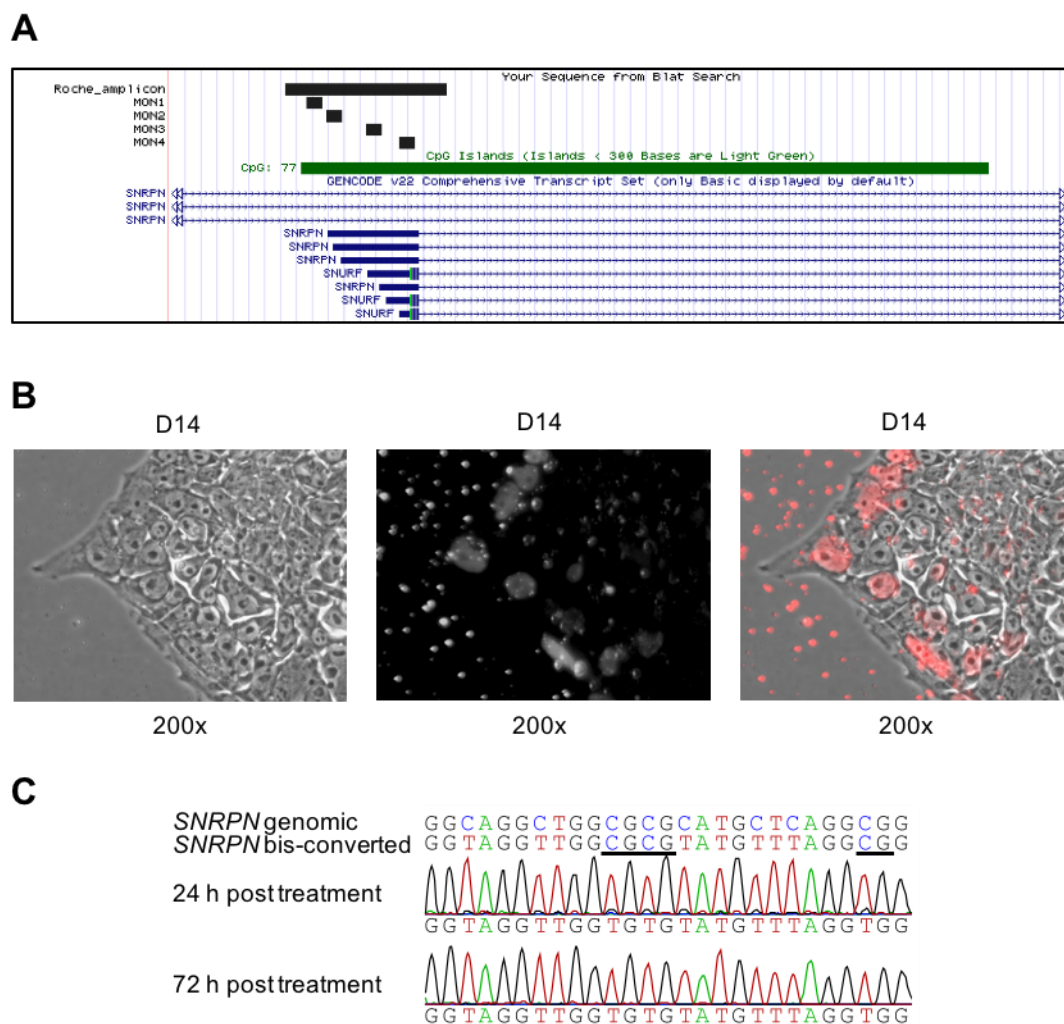 A
Your Sequence from Blat Search
Roche_amplicon
MON1
MON2
MON3
MON4
CpG Islands (Islands < 300 Bases are Light Green)
CpG: 77
GENCODE v22 Comprehensive Transcript Set (only Basic displayed by default)
SNRPN
SNRPN
SNRPN
SNRPN
SNRPN
SNRPN
SNURF
SNRPN
SNURF
SNURF
B
D14 D14 D14
200x 200x 200x
C
SNRPN genomic GGCAGGCTGGCGCGCATGCTCAGGCGG
SNRPN bis-converted GGTAGGTTGGCGCGTATGTTTAGGCGG
24 h post treatment
GGTAGGTTGGTGTGTATGTTTAGGTGG
72 h post treatment
GGTAGGTTGGTGTGTATGTTTAGGTGG